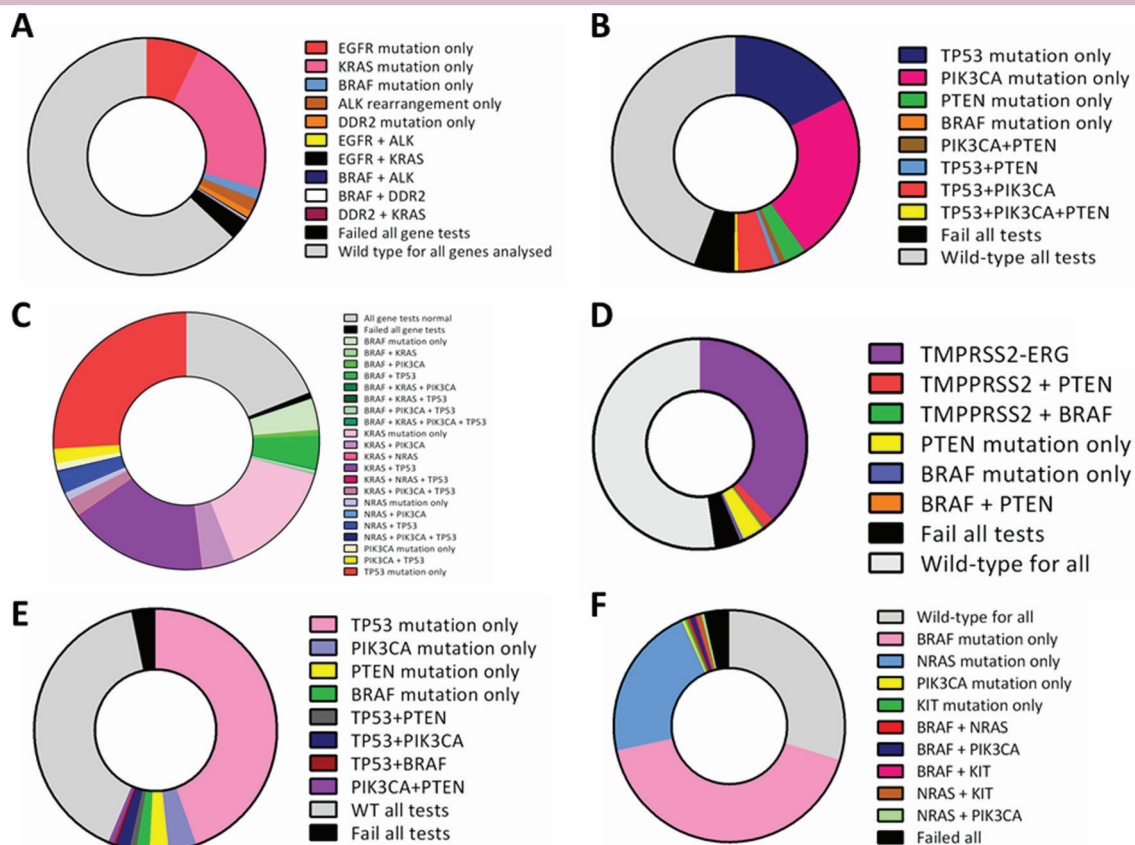 A
EGFR mutation only
KRAS mutation only
BRAF mutation only
ALK rearrangement only
DDR2 mutation only
EGFR + ALK
EGFR + KRAS
BRAF + ALK
BRAF + DDR2
DDR2 + KRAS
Failed all gene tests
Wild type for all genes analysed
B
TP53 mutation only
PIK3CA mutation only
PTEN mutation only
BRAF mutation only
PIK3CA+PTEN
TP53+PTEN
TP53+PIK3CA
TP53+PIK3CA+PTEN
Fail all tests
Wild-type all tests
C
All gene tests normal
Failed all gene tests
BRAF mutation only
BRAF + KRAS
BRAF + PIK3CA
BRAF + TP53
BRAF + KRAS + PIK3CA
BRAF + KRAS + TP53
BRAF + PIK3CA + TP53
BRAF + KRAS + PIK3CA + TP53
KRAS mutation only
KRAS + PIK3CA
KRAS + NRAS
KRAS + TP53
KRAS + NRAS + TP53
KRAS + PIK3CA + TP53
NRAS mutation only
NRAS + PIK3CA
NRAS + TP53
NRAS + PIK3CA + TP53
PIK3CA mutation only
PIK3CA + TP53
TP53 mutation only
D
TMPRSS2-ERG
TMPPRSS2 + PTEN
TMPPRSS2 + BRAF
PTEN mutation only
BRAF mutation only
BRAF + PTEN
Fail all tests
Wild-type for all
E
TP53 mutation only
PIK3CA mutation only
PTEN mutation only
BRAF mutation only
TP53+PTEN
TP53+PIK3CA
TP53+BRAF
PIK3CA+PTEN
WT all tests
Fail all tests
F
Wild-type for all
BRAF mutation only
NRAS mutation only
PIK3CA mutation only
KIT mutation only
BRAF + NRAS
BRAF + PIK3CA
BRAF + KIT
NRAS + KIT
NRAS + PIK3CA
Failed all